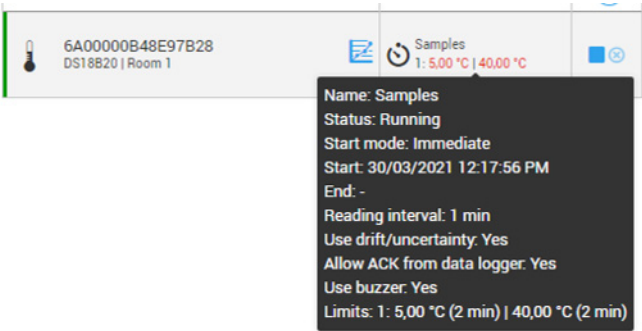 6A00000B48E97B28
DS18B20 | Room 1
Samples
1: 5,00 °C | 40,00 °C
Name: Samples
Status: Running
Start mode: Immediate
Start: 30/03/2021 12:17:56 PM
End: -
Reading interval: 1 min
Use drift/uncertainty: Yes
Allow ACK from data logger: Yes
Use buzzer: Yes
Limits: 1: 5,00 °C (2 min) | 40,00 °C (2 min)